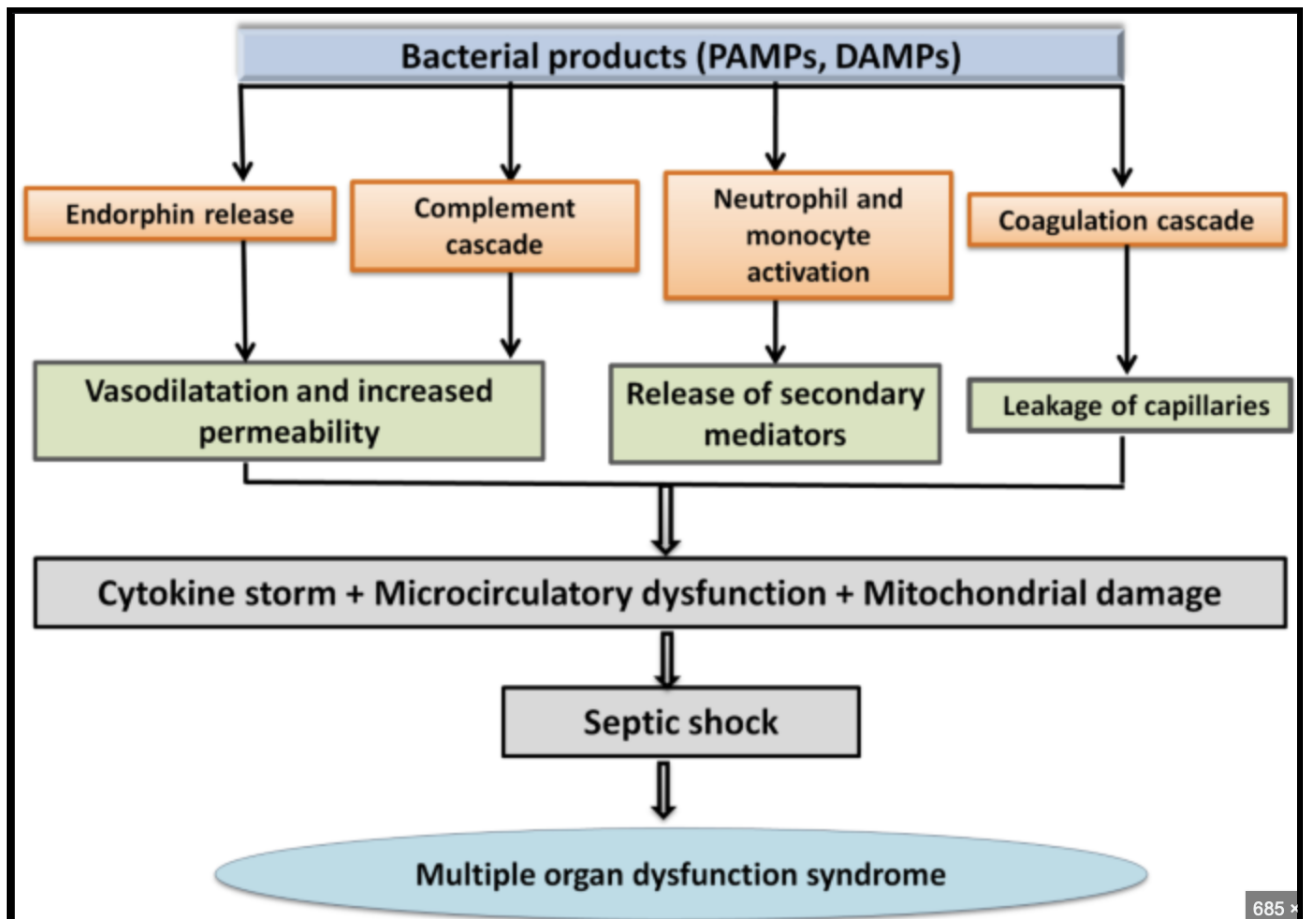 Bacterial products (PAMPs, DAMPs)
Endorphin release
Complement
cascade
Neutrophil and
monocyte
activation
Coagulation cascade
Vasodilatation and increased
permeability
Release of secondary
mediators
Leakage of capillaries
Cytokine storm + Microcirculatory dysfunction + Mitochondrial damage
Septic shock
Multiple organ dysfunction syndrome
685 ×